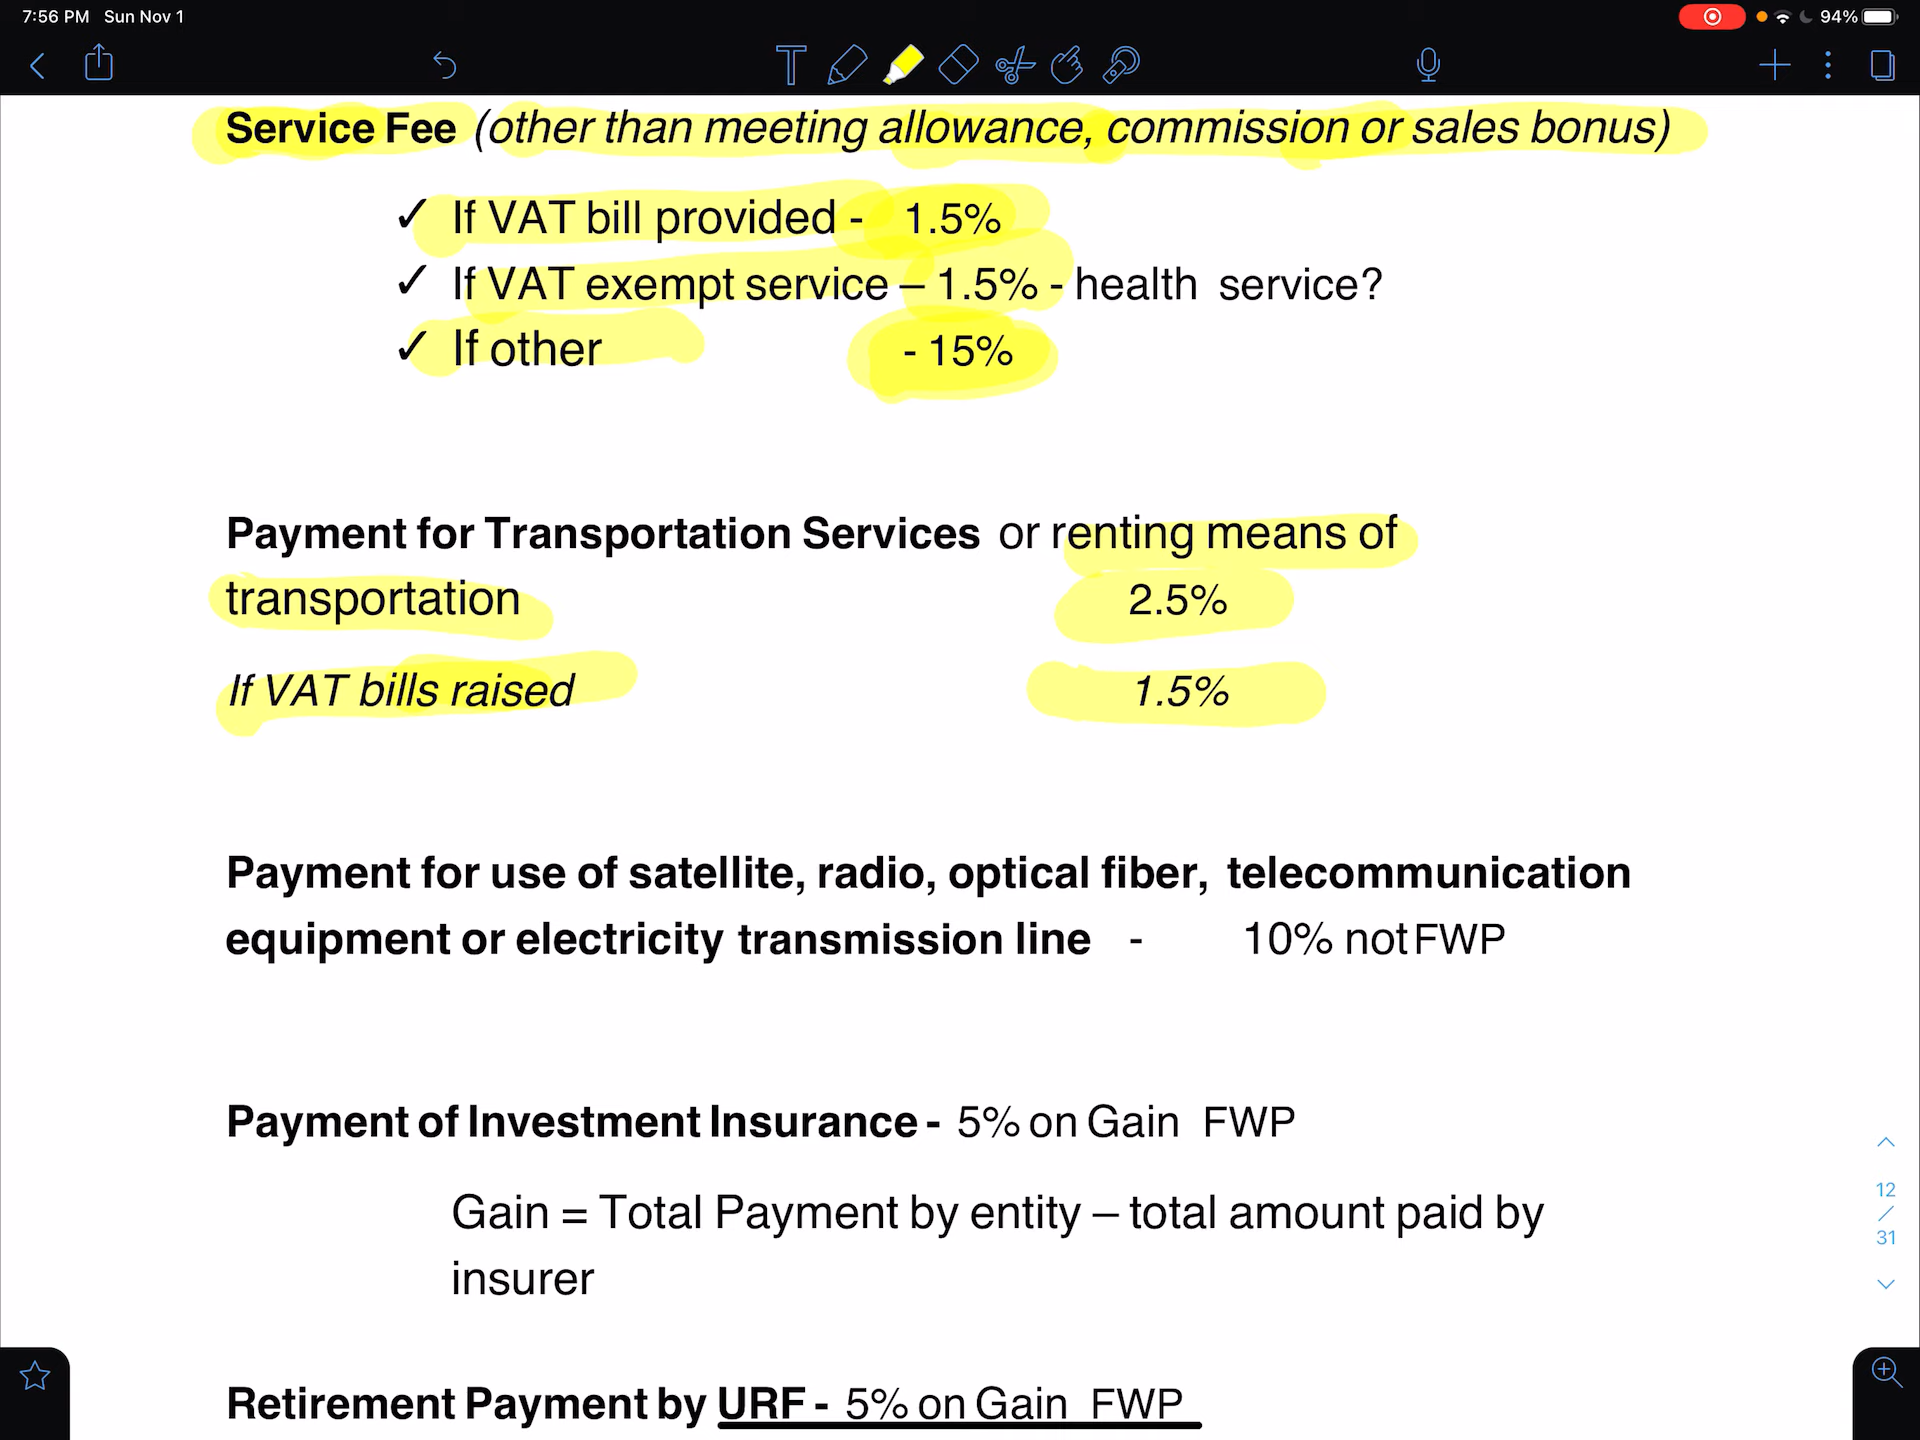 7:56 PM Sun Nov 1
94%
Service Fee (other than meeting allowance, commission or sales bonus)
✓ If VAT bill provided - 1.5%
✓ If VAT exempt service – 1.5% - health service?
✓ If other - 15%
Payment for Transportation Services or renting means of
transportation 2.5%
If VAT bills raised 1.5%
Payment for use of satellite, radio, optical fiber, telecommunication
equipment or electricity transmission line - 10% not FWP
Payment of Investment Insurance - 5% on Gain FWP
Gain = Total Payment by entity – total amount paid by
insurer
12
/
31
Retirement Payment by URF - 5% on Gain FWP